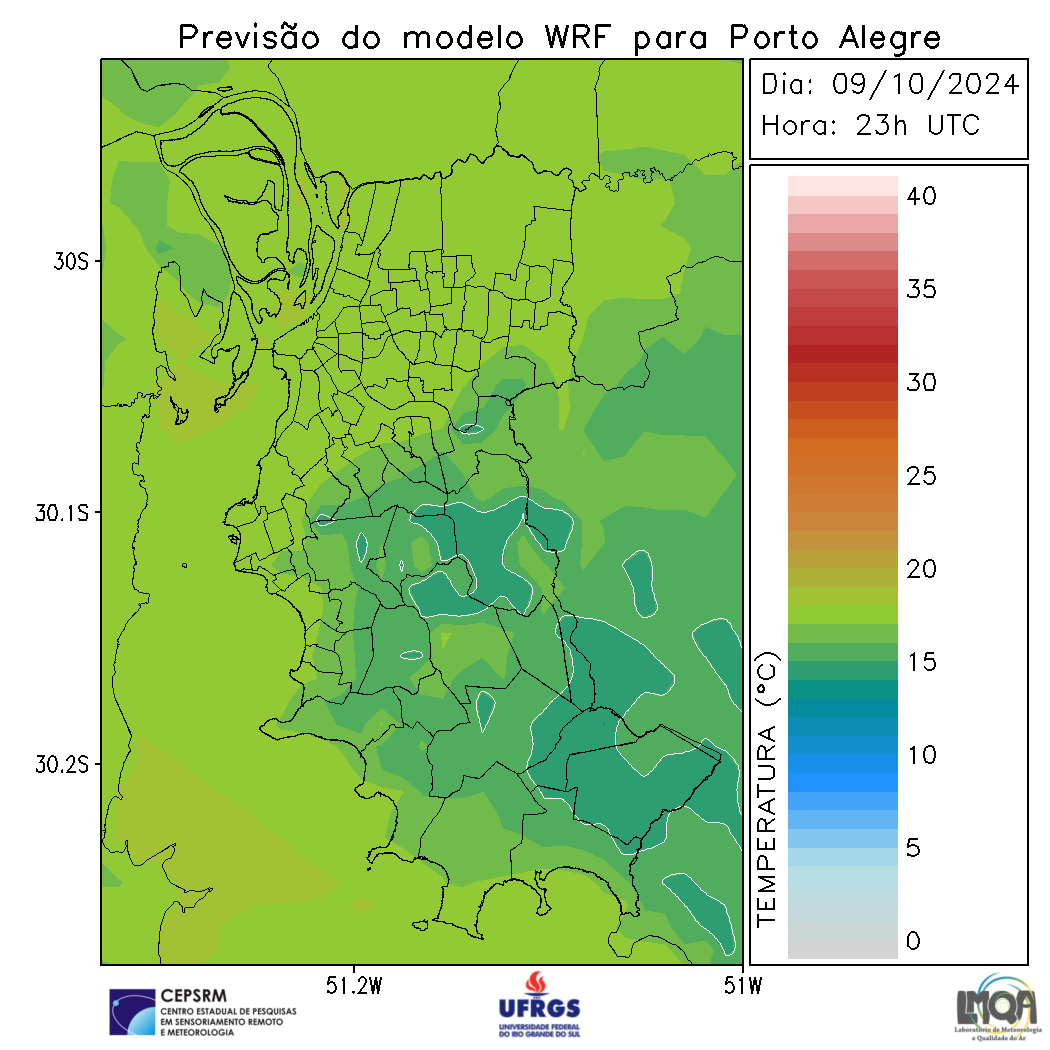 Previsão do modelo WRF para Porto Alegre
Dia: 09/10/2024
Hora: 23h UTC
30S
30.1S
30.2S
51.2W
51W
TEMPERATURA (°C)
40
35
30
25
20
15
10
5
0
CEPSRM
CENTRO ESTADUAL DE PESQUISAS
EM SENSORIAMENTO REMOTO
E METEOROLOGIA
UFRGS
UNIVERSIDADE FEDERAL
DO RIO GRANDE DO SUL
LMQA
Laboratório de Meteorologia
e Qualidade do Ar